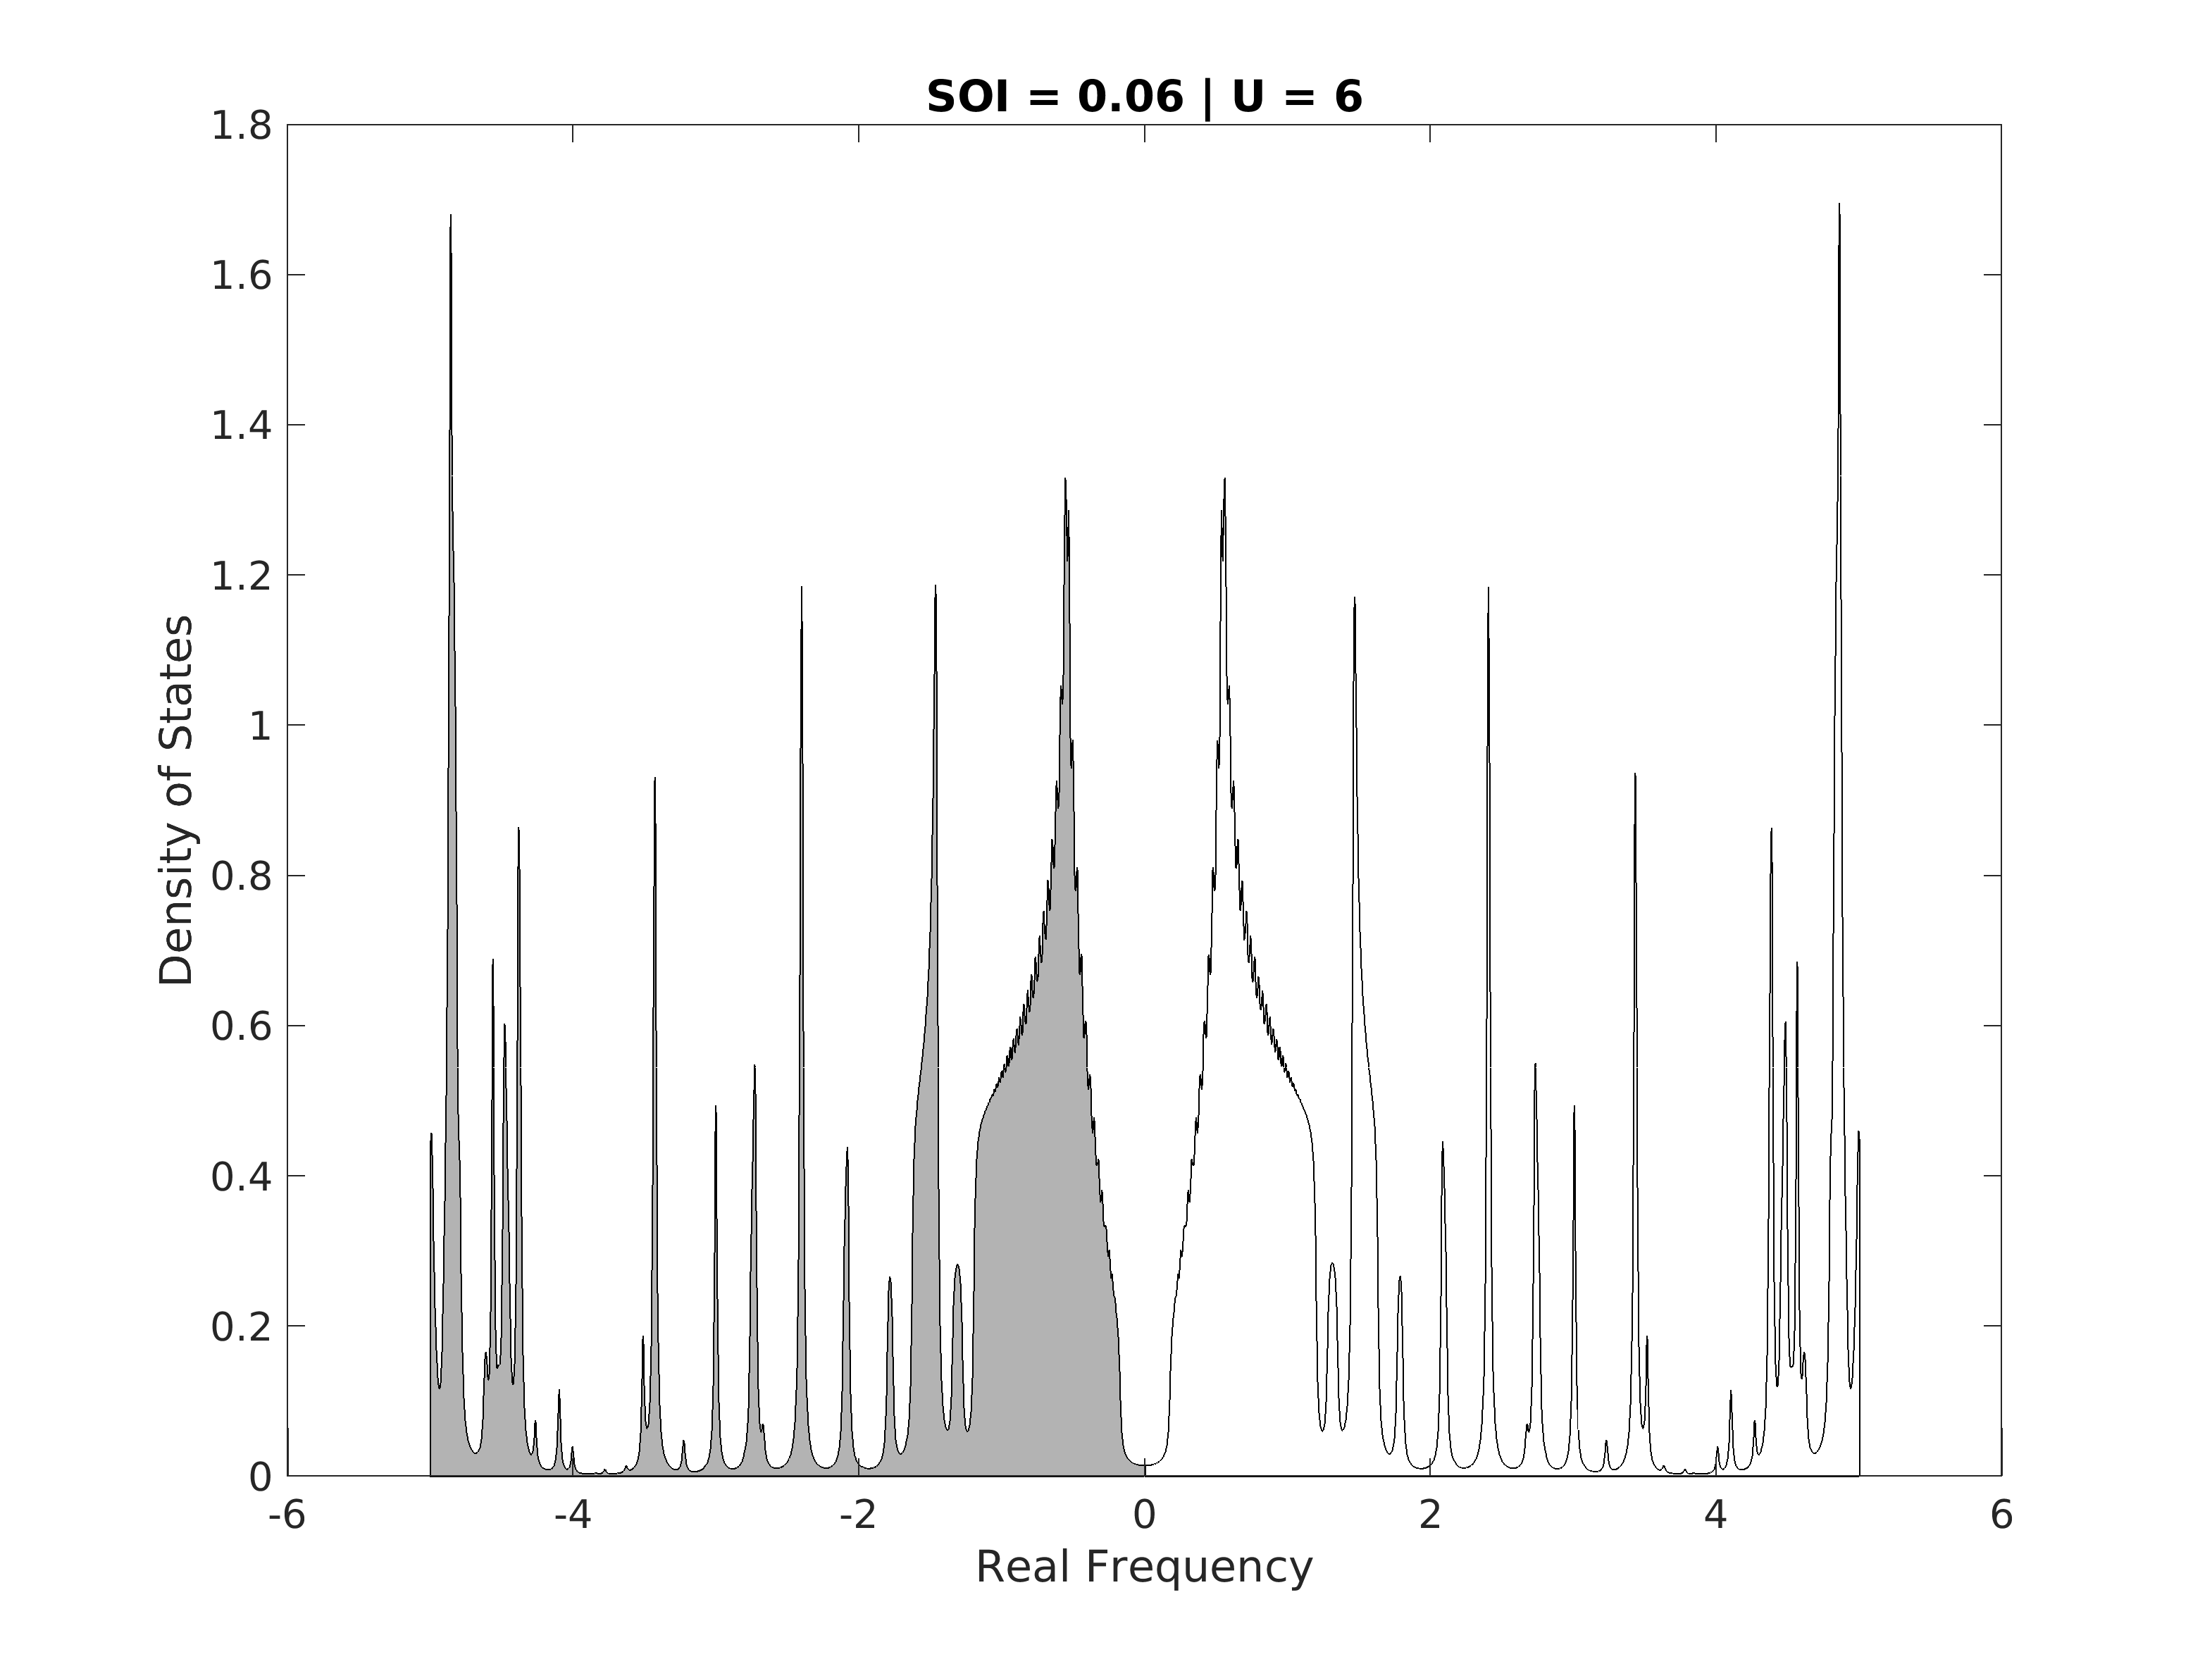 SOI = 0.06 | U = 6
1.8
1.6
1.4
1.2
1
0.8
0.6
0.4
0.2
0
Density of States
-6 -4 -2 0 2 4 6
Real Frequency